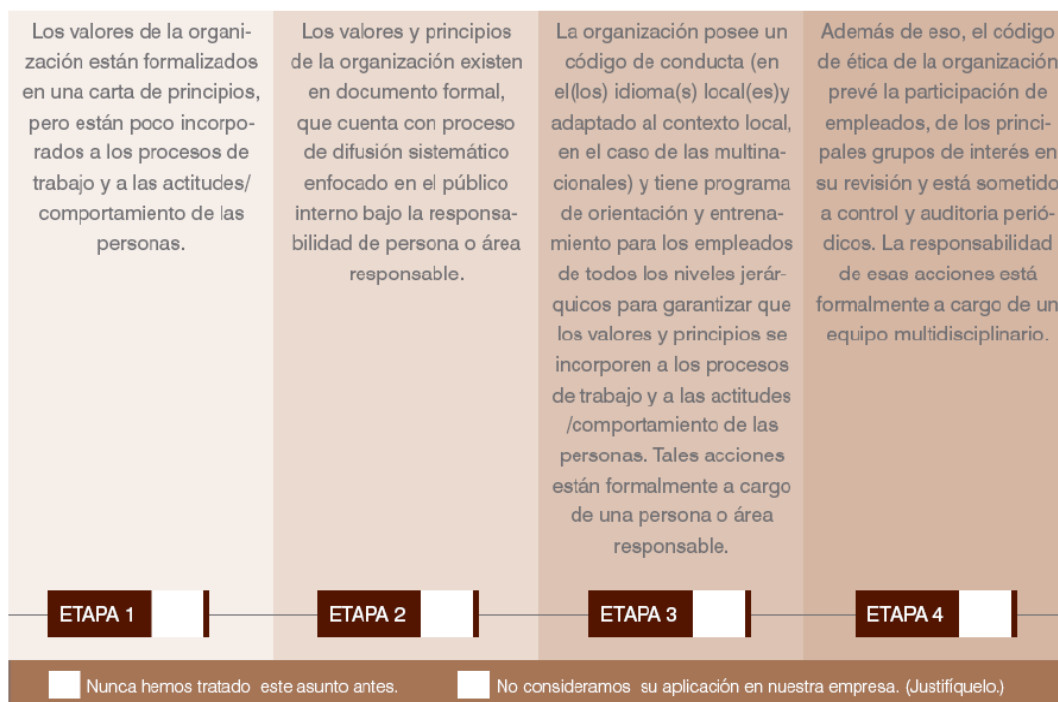 Los valores de la organi-
zación están formalizados
en una carta de principios,
pero están poco incorpo-
rados a los procesos de
trabajo y a las actitudes/
comportamiento de las
personas.
Los valores y principios
de la organización existen
en documento formal,
que cuenta con proceso
de difusión sistemático
enfocado en el público
interno bajo la responsa-
bilidad de persona o área
responsable.
La organización posee un
código de conducta (en
el(los) idioma(s) local(es)y
adaptado al contexto local,
en el caso de las multina-
cionales) y tiene programa
de orientación y entrena-
miento para los empleados
de todos los niveles jerár-
quicos para garantizar que
los valores y principios se
incorporen a los procesos
de trabajo y a las actitudes
/comportamiento de las
personas. Tales acciones
están formalmente a cargo
de una persona o área
responsable.
Además de eso, el código
de ética de la organización
prevé la participación de
empleados, de los princi-
pales grupos de interés en
su revisión y está sometido
a control y auditoria perió-
dicos. La responsabilidad
de esas acciones está
formalmente a cargo de un
equipo multidisciplinario.
ETAPA 1
ETAPA 2
ETAPA 3
ETAPA 4
Nunca hemos tratado este asunto antes.
No consideramos su aplicación en nuestra empresa. (Justifíquelo.)